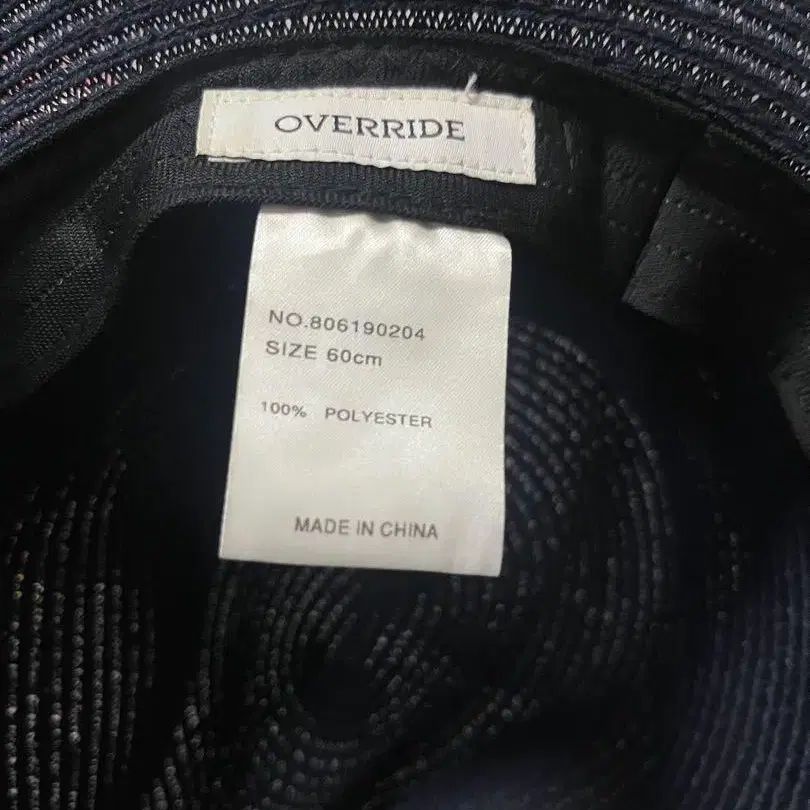 OVERRIDE
NO.806190204
SIZE 60cm
100% POLYESTER
MADE IN CHINA